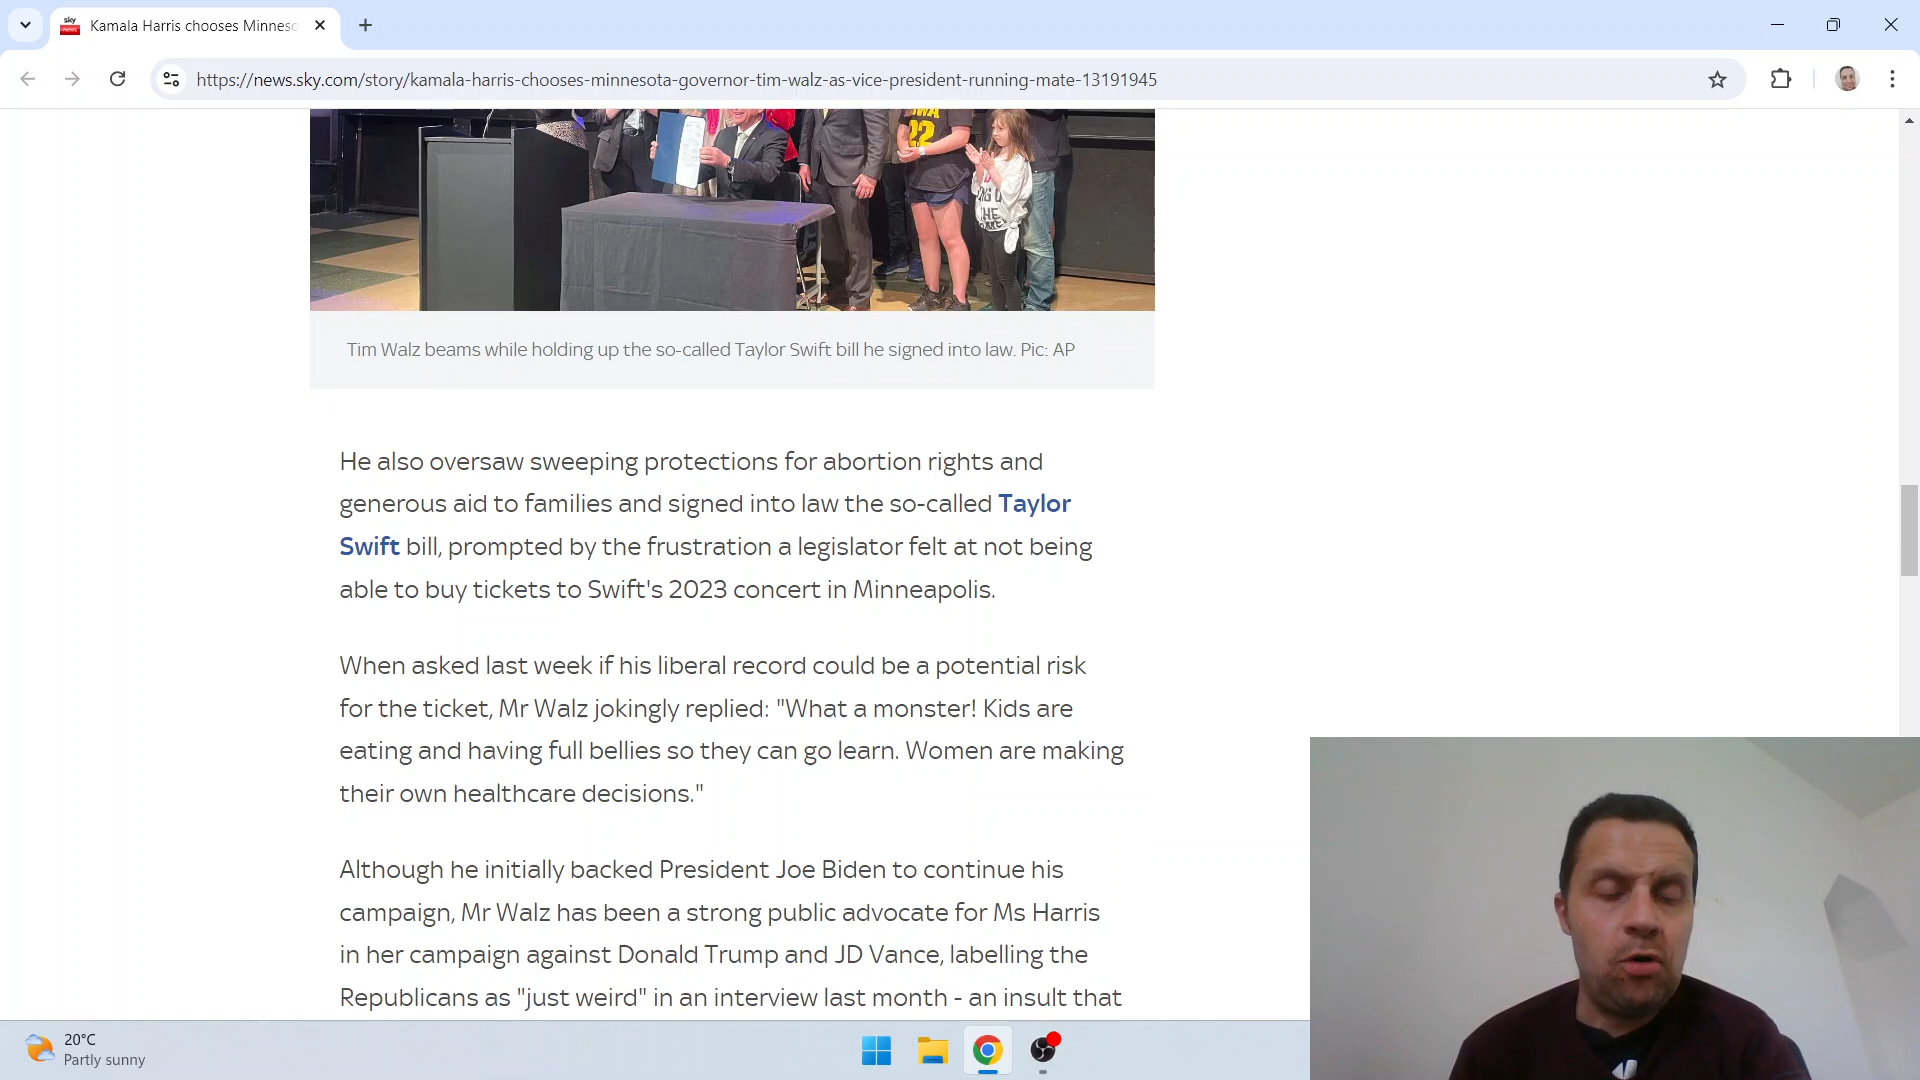 sky
news
Kamala Harris chooses Minneso
https://news.sky.com/story/kamala-harris-chooses-minnesota-governor-tim-walz-as-vice-president-running-mate-13191945
22
THE
Tim Walz beams while holding up the so-called Taylor Swift bill he signed into law. Pic: AP
He also oversaw sweeping protections for abortion rights and
generous aid to families and signed into law the so-called Taylor
Swift bill, prompted by the frustration a legislator felt at not being
able to buy tickets to Swift's 2023 concert in Minneapolis.
When asked last week if his liberal record could be a potential risk
for the ticket, Mr Walz jokingly replied: "What a monster! Kids are
eating and having full bellies so they can go learn. Women are making
their own healthcare decisions."
Although he initially backed President Joe Biden to continue his
campaign, Mr Walz has been a strong public advocate for Ms Harris
in her campaign against Donald Trump and JD Vance, labelling the
Republicans as "just weird" in an interview last month - an insult that
20°C
Partly sunny